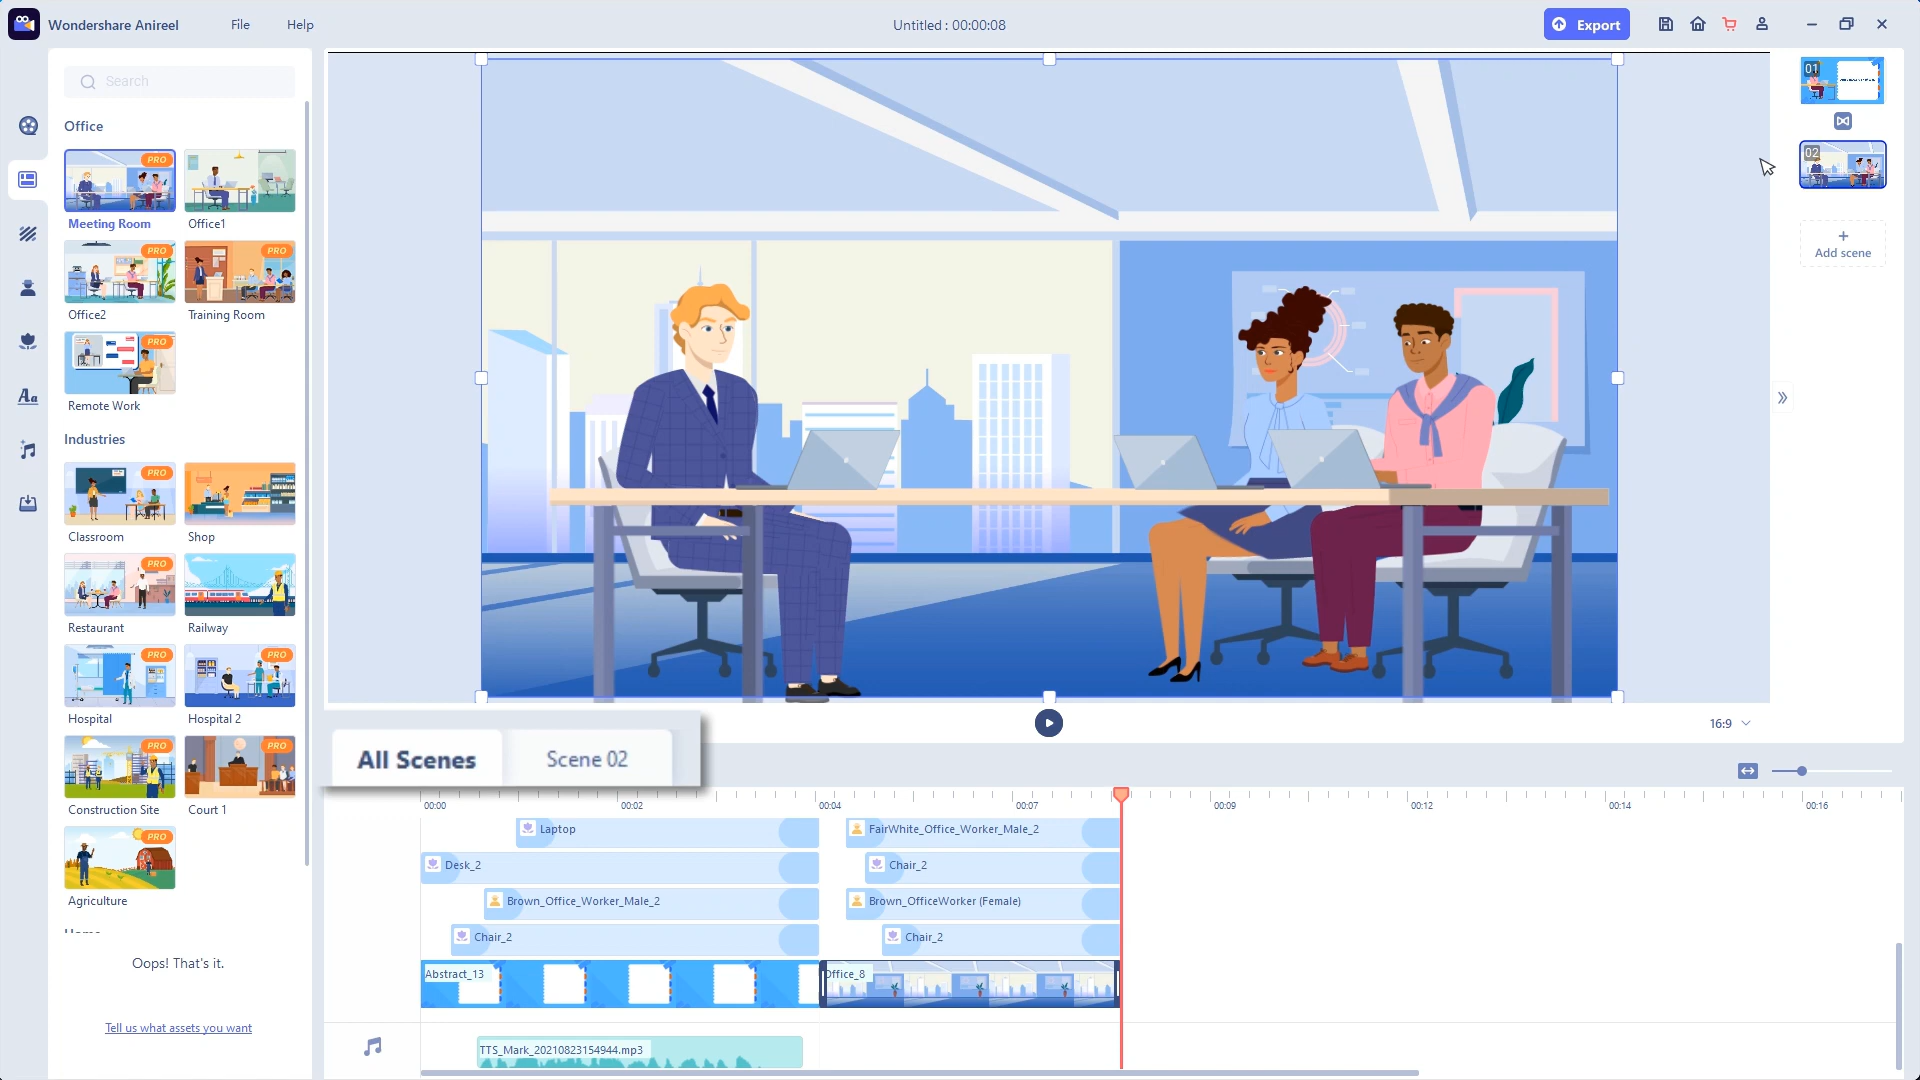 Wondershare Anireel
File
Help
Untitled : 00:00:08
Export
Search
Office
PRO
Meeting Room
Office1
PRO
Office2
PRO
Training Room
PRO
Remote Work
Industries
PRO
Classroom
Shop
PRO
Restaurant
Railway
PRO
Hospital
PRO
Hospital 2
PRO
Construction Site
PRO
Court 1
PRO
Agriculture
Oops! That's it.
Tell us what assets you want
01
02
+
Add scene
16:9
All Scenes
Scene 02
00:00
00:02
00:04
00:07
00:09
00:12
00:14
00:16
Laptop
FairWhite_Office_Worker_Male_2
Desk_2
Chair_2
Brown_Office_Worker_Male_2
Brown_OfficeWorker (Female)
Chair_2
Chair_2
Abstract_13
Office_8
TTS_Mark_20210823154944.mp3